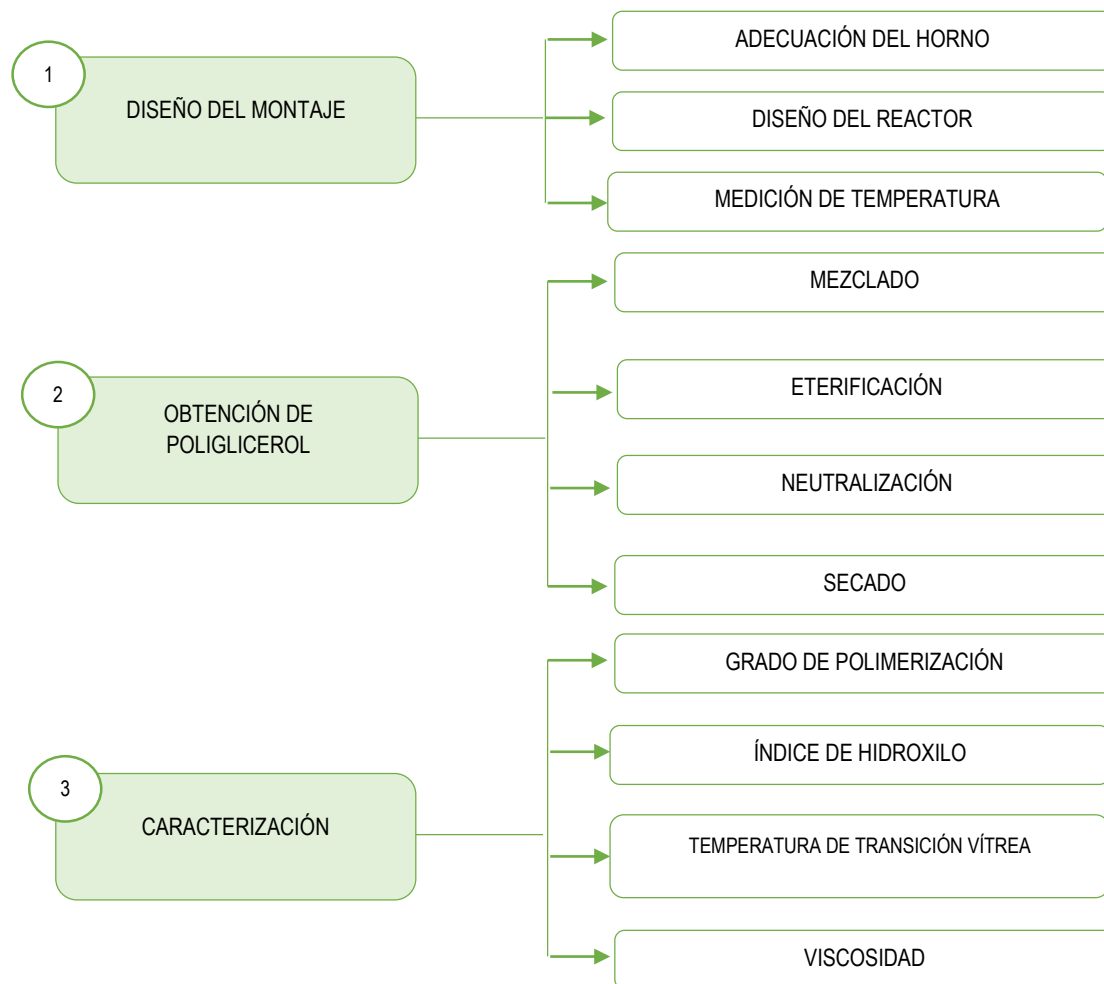 1
DISEÑO DEL MONTAJE
ADECUACIÓN DEL HORNO
DISEÑO DEL REACTOR
MEDICIÓN DE TEMPERATURA
2
OBTENCIÓN DE
POLIGLICEROL
MEZCLADO
ETERIFICACIÓN
NEUTRALIZACIÓN
SECADO
3
CARACTERIZACIÓN
GRADO DE POLIMERIZACIÓN
ÍNDICE DE HIDROXILO
TEMPERATURA DE TRANSICIÓN VÍTREA
VISCOSIDAD